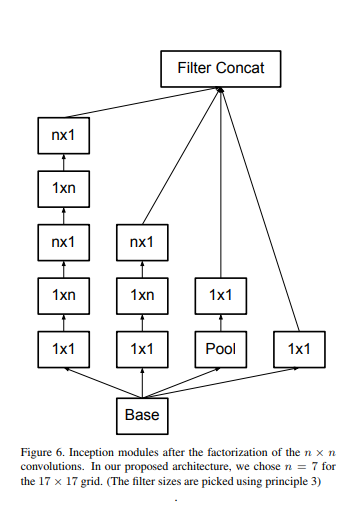 Filter Concat
nx1
1xn
nx1 nx1
1xn 1xn 1x1
1x1 1x1 Pool 1x1
Base
Figure 6. Inception modules after the factorization of the n × n
convolutions. In our proposed architecture, we chose n = 7 for
the 17 × 17 grid. (The filter sizes are picked using principle 3)
.